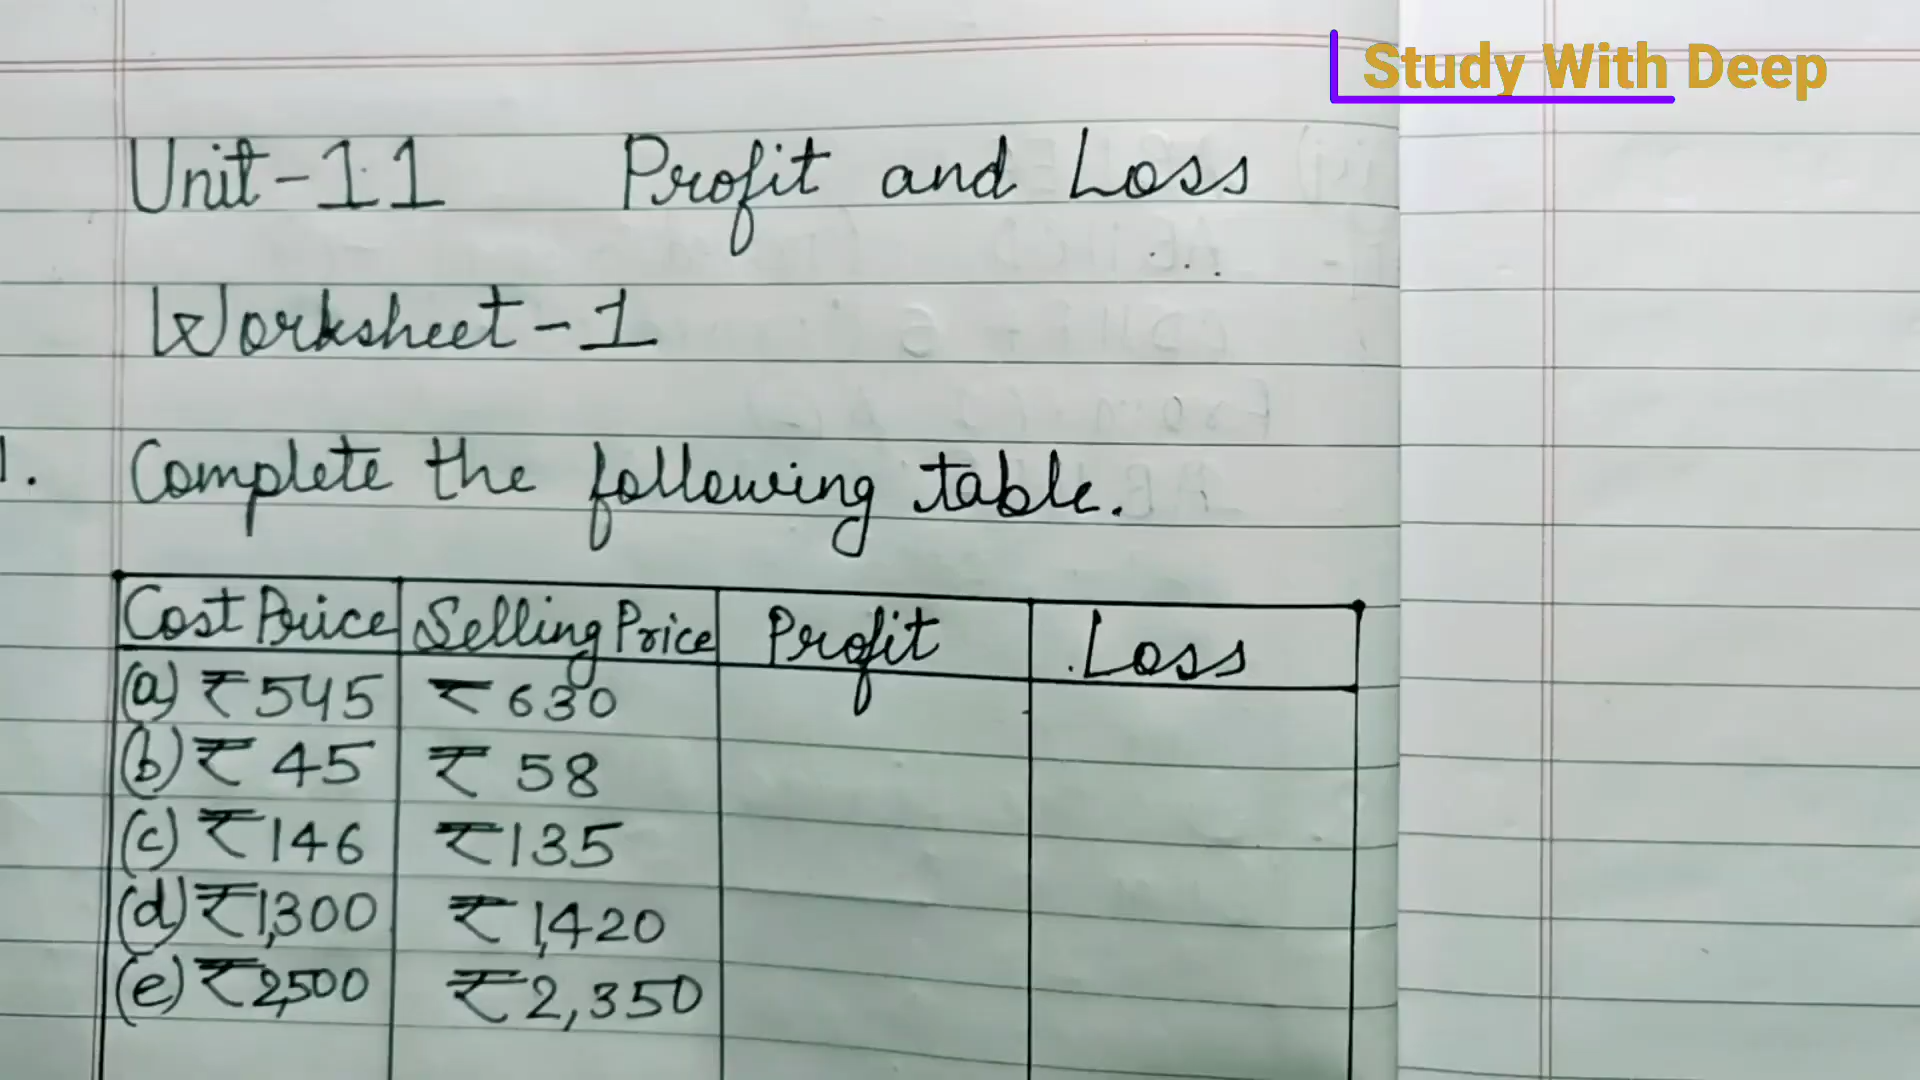 Study With Deep
Unit-11 Profit and Loss
Worksheet-1
1. Complete the following table.
Cost Price Selling Price Profit Loss
(a) ₹545 ₹630
(b) ₹45 ₹58
(c) ₹146 ₹135
(d) ₹1,300 ₹1,420
(e) ₹2,500 ₹2,350